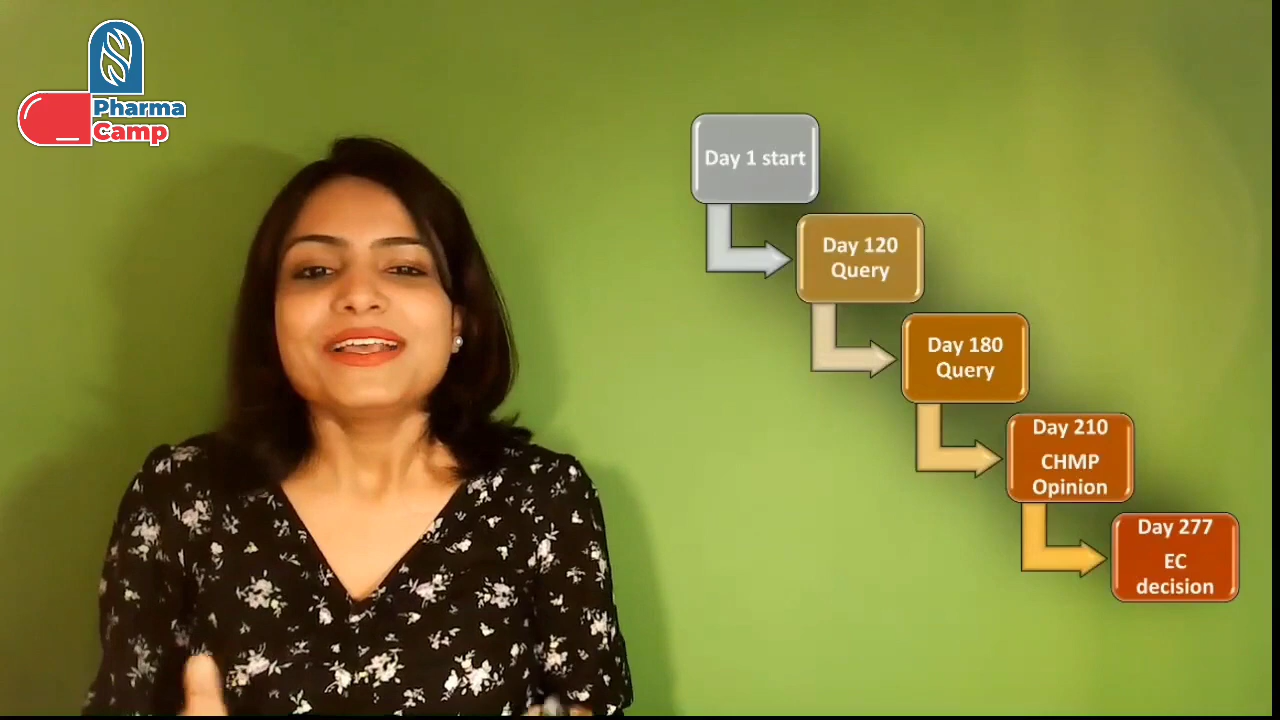 Pharma
Camp
Day 1 start
Day 120
Query
Day 180
Query
Day 210
CHMP
Opinion
Day 277
EC
decision